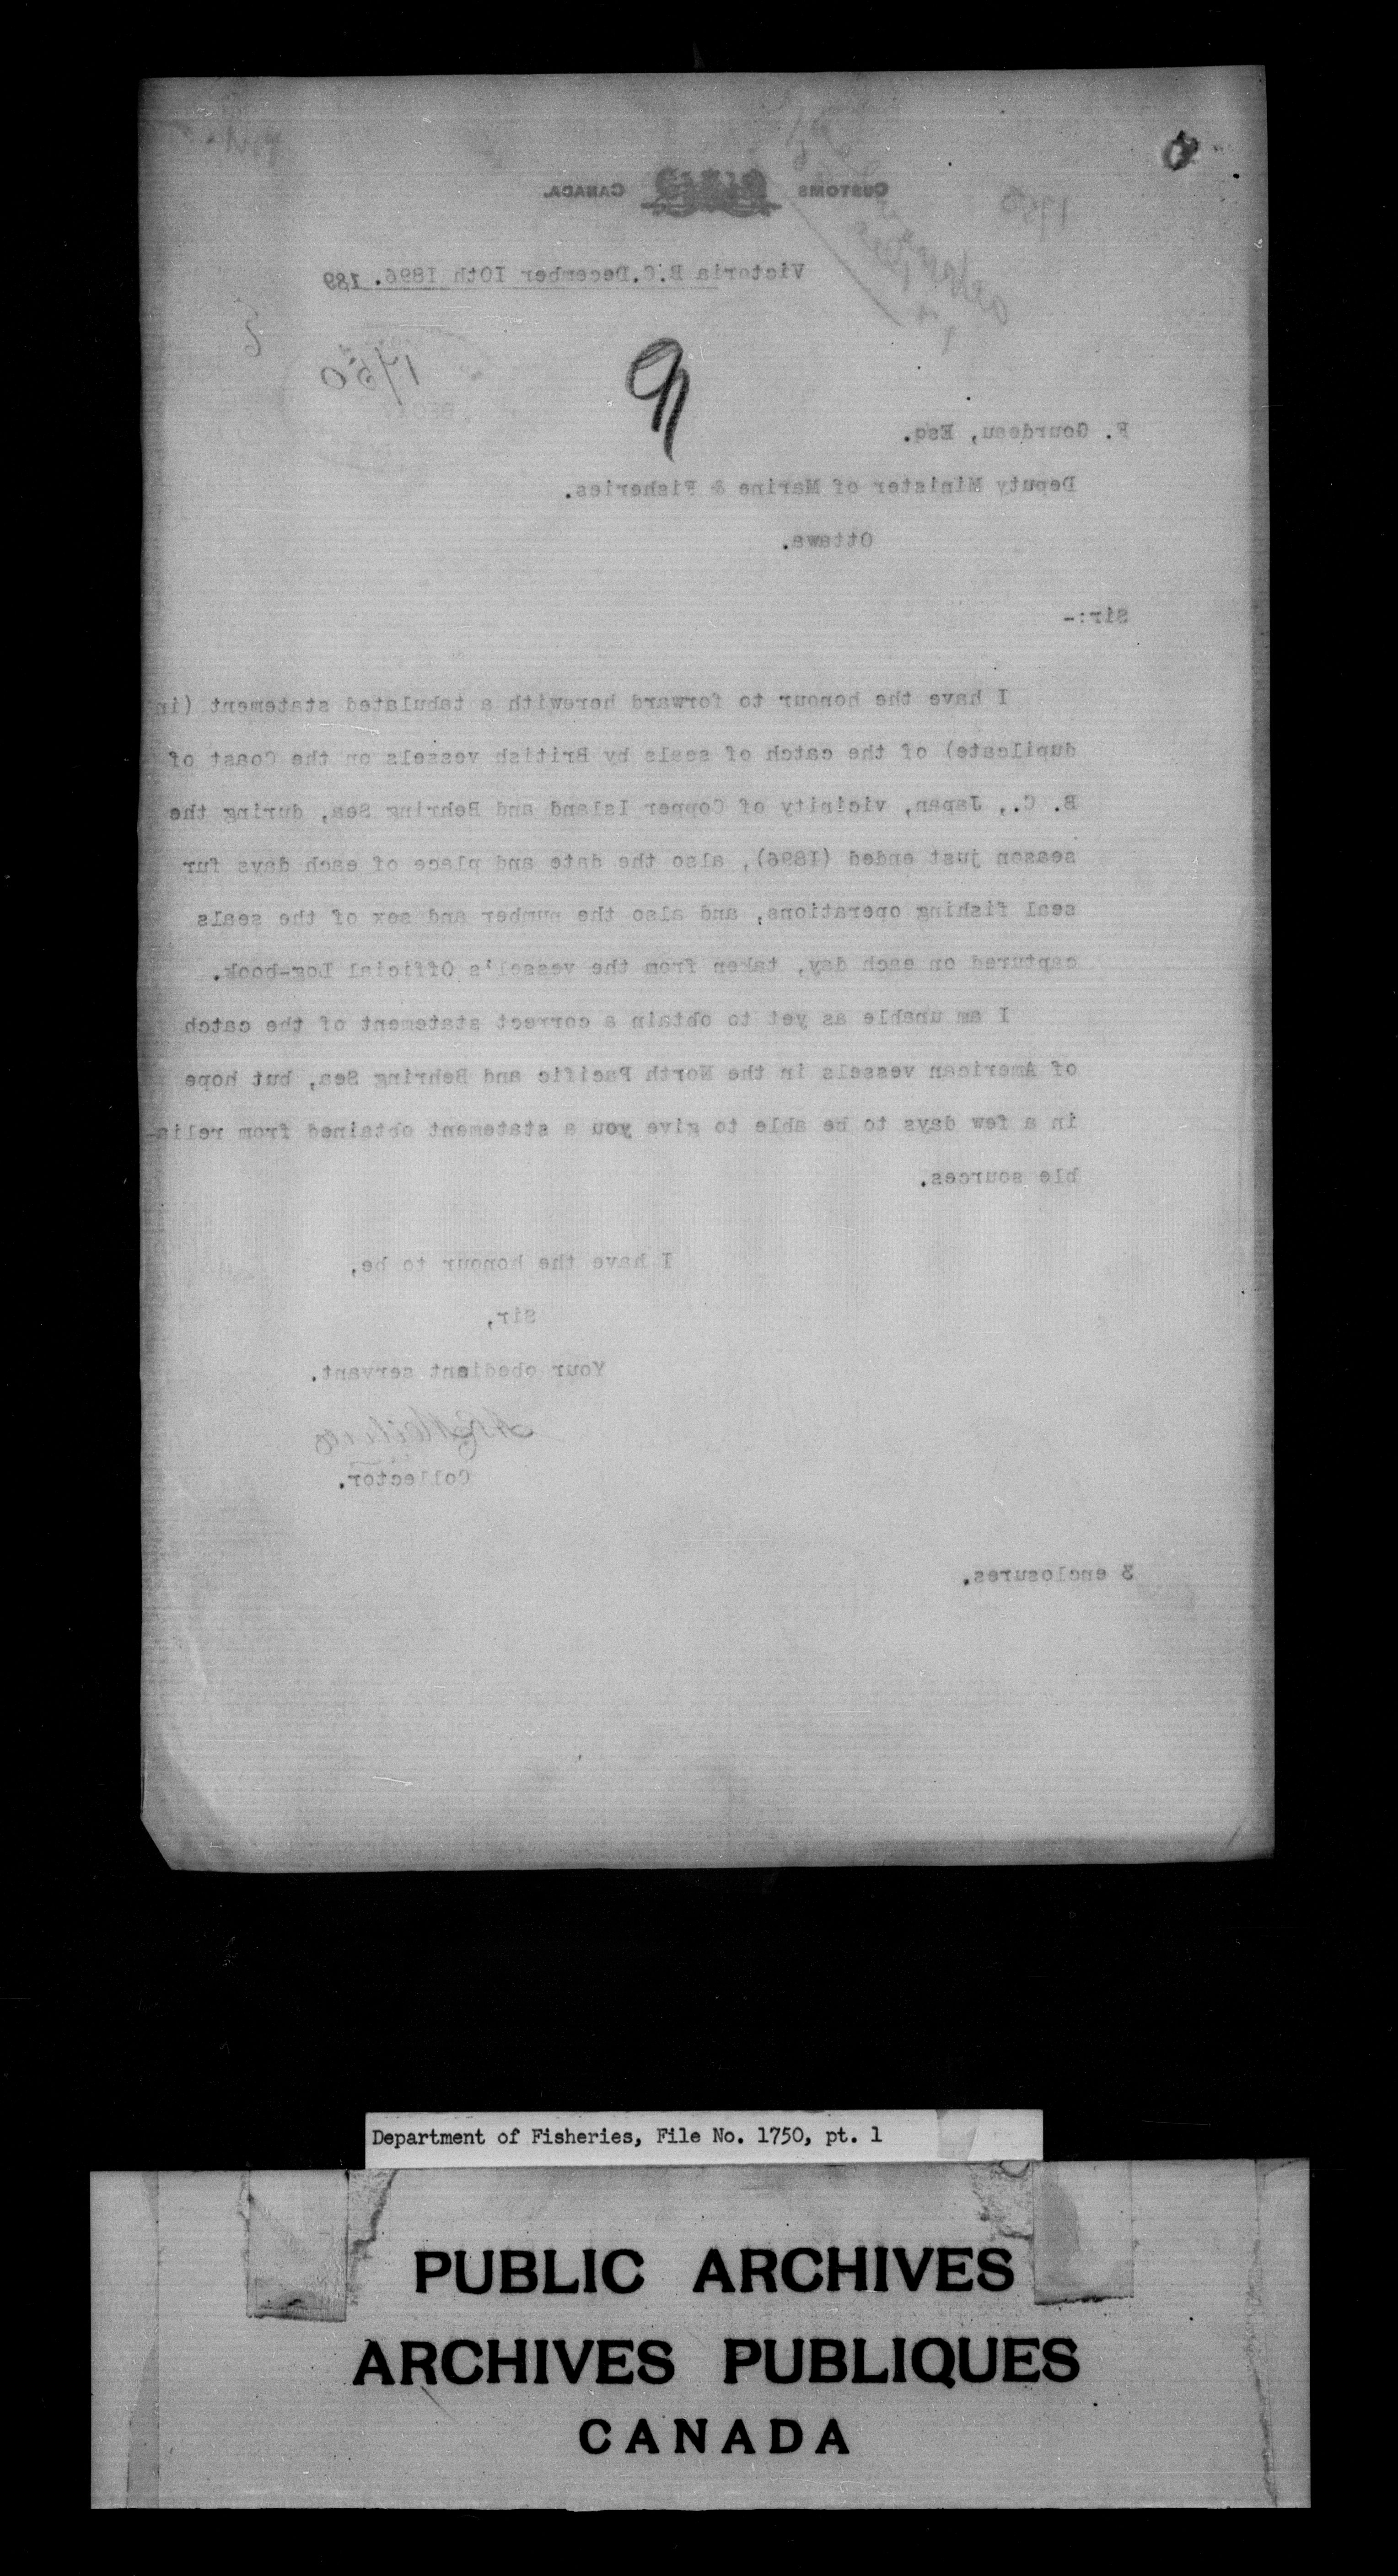 CUSTOMS CANADA.
1750
Victoria B.C. December 10th 1896. 189
1750
DEC 17
F. Gourdeau, Esq.
Deputy Minister of Marine & Fisheries.
Ottawa.
Sir:-
I have the honour to forward herewith a tabulated statement (in
duplicate) of the catch of seals by British vessels on the Coast of
B. C., Japan, vicinity of Copper Island and Behring Sea, during the
season just ended (1896), also the date and place of each days fur
seal fishing operations, and also the number and sex of the seals
captured on each day, taken from the vessel's Official Log-book.
I am unable as yet to obtain a correct statement of the catch
of American vessels in the North Pacific and Behring Sea, but hope
in a few days to be able to give you a statement obtained from relia-
ble sources.
I have the honour to be,
Sir,
Your obedient servant.
Collector.
3 enclosures.
Department of Fisheries, File No. 1750, pt. 1
PUBLIC ARCHIVES
ARCHIVES PUBLIQUES
CANADA